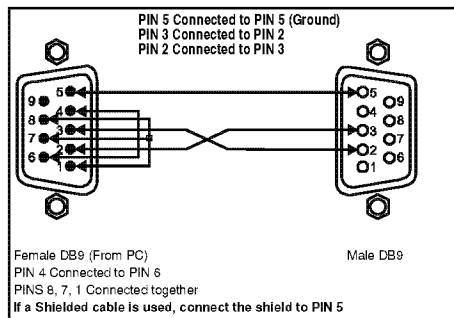 PIN 5 Connected to PIN 5 (Ground)
PIN 3 Connected to PIN 2
PIN 2 Connected to PIN 3
5
9
4
8
3
7
2
6
1
5
9
4
8
3
7
2
6
1
Female DB9 (From PC)
Male DB9
PIN 4 Connected to PIN 6
PINS 8, 7, 1 Connected together
If a Shielded cable is used, connect the shield to PIN 5